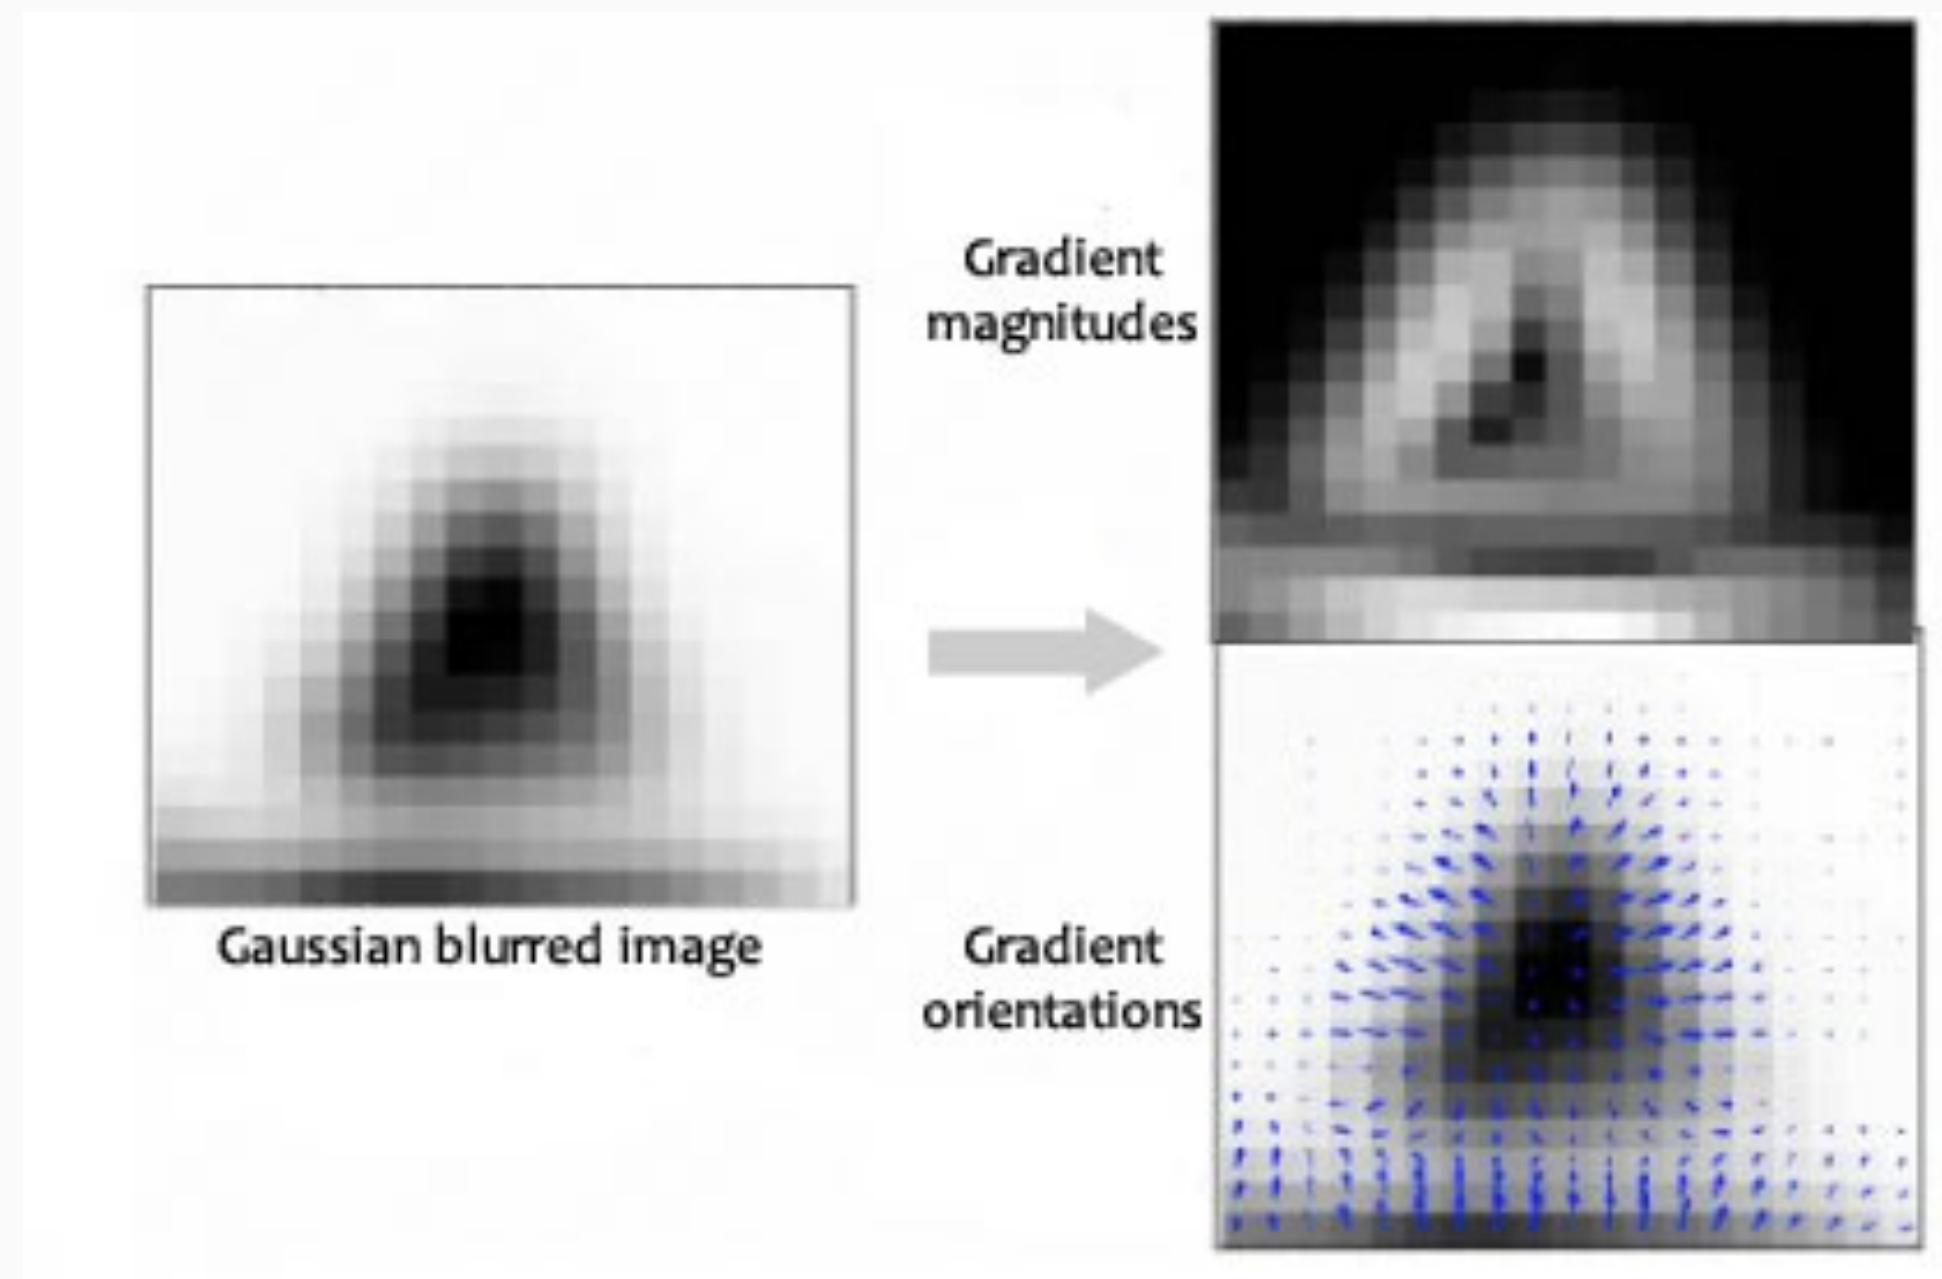 Gradient
magnitudes
Gaussian blurred image
Gradient
orientations